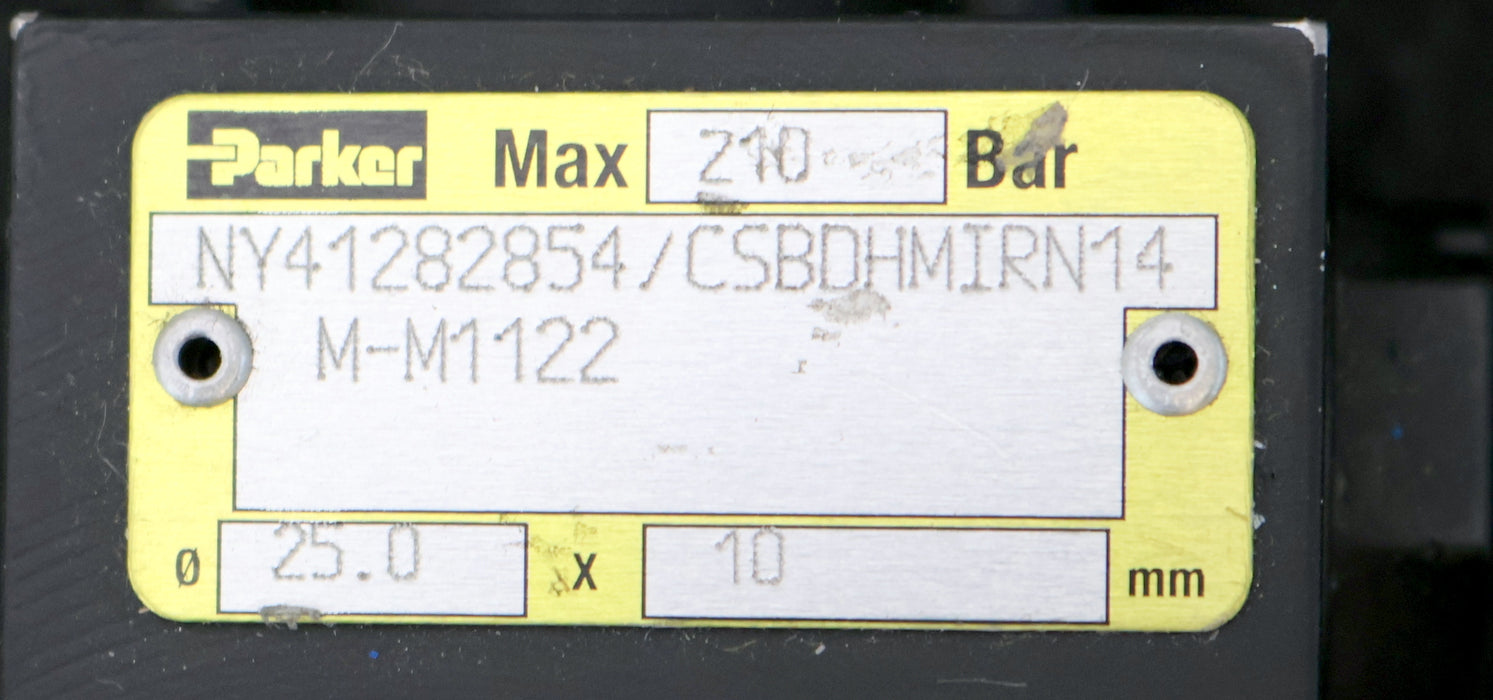 Parker Max 210 Bar
NY41282854/CSBDHMIRN14
M-M1122
Ø 25.0 X 10 mm